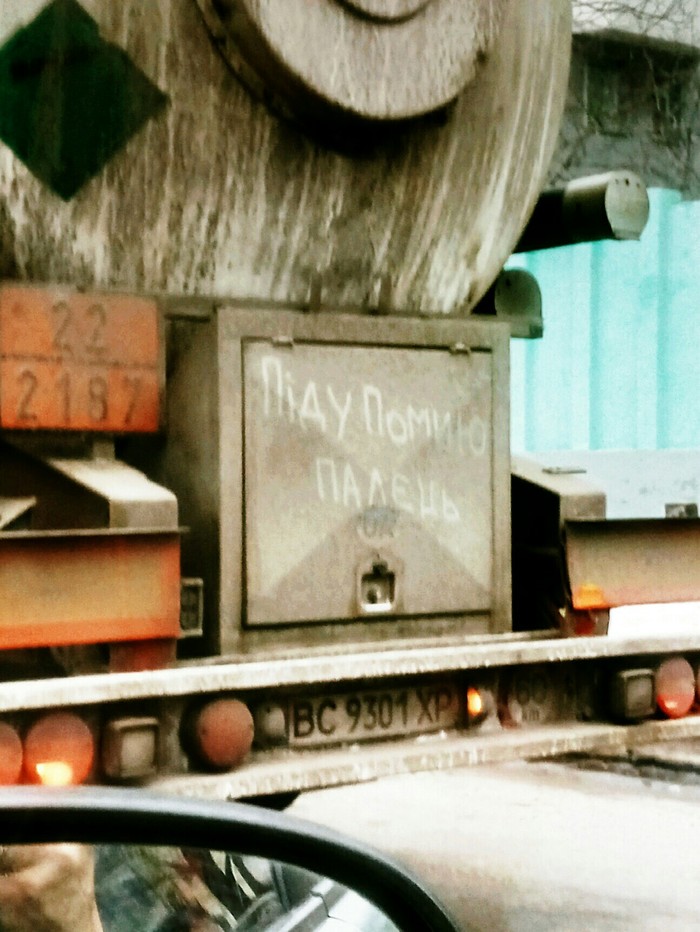 22
2187
Піду помию
палець
BC 9301 XP